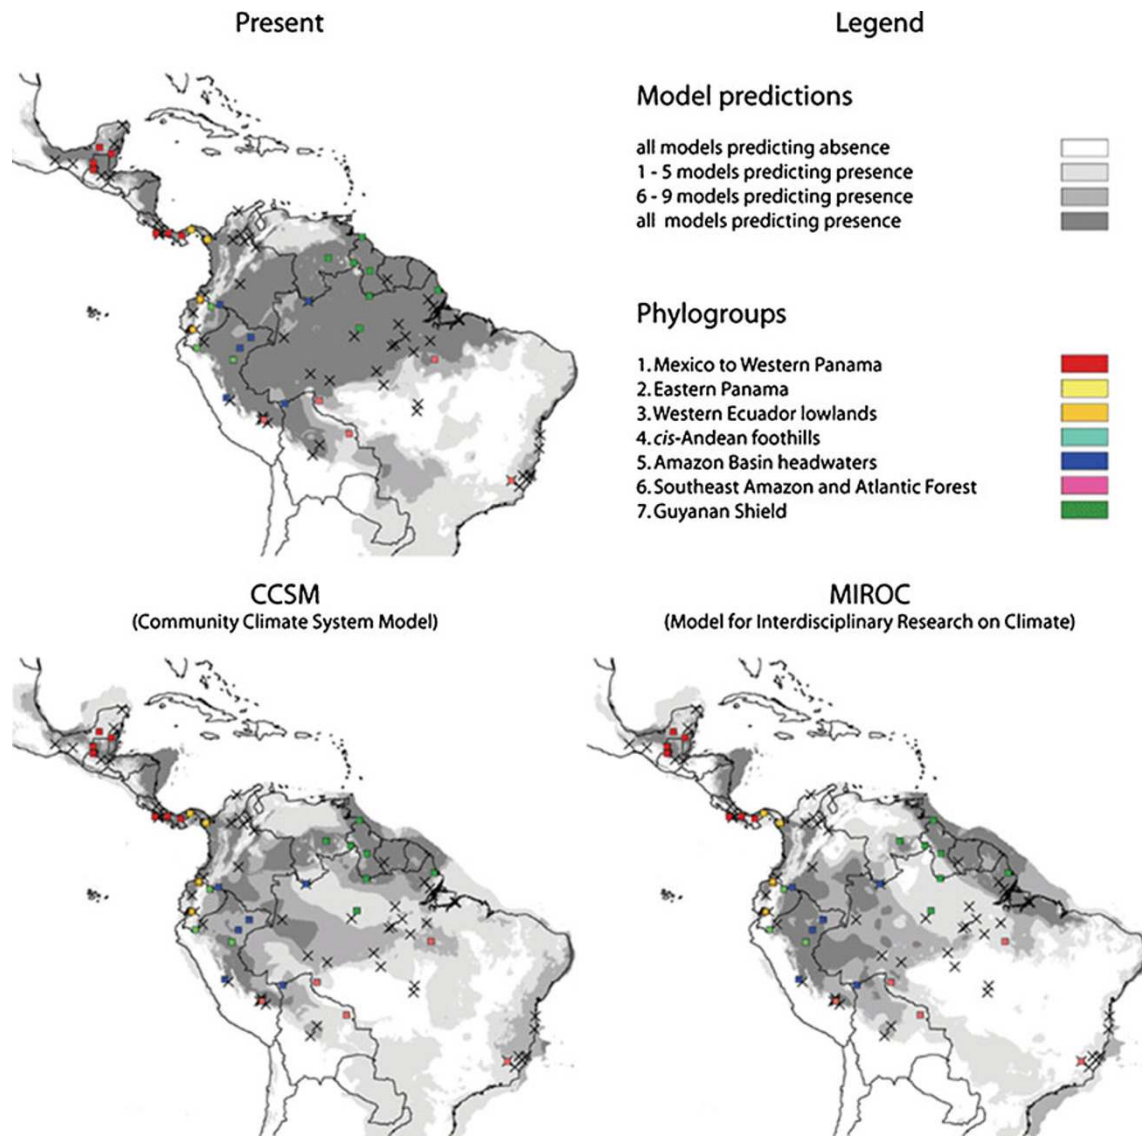 Present
Legend
Model predictions
all models predicting absence
1 - 5 models predicting presence
6 - 9 models predicting presence
all models predicting presence
Phylogroups
1. Mexico to Western Panama
2. Eastern Panama
3. Western Ecuador lowlands
4. cis-Andean foothills
5. Amazon Basin headwaters
6. Southeast Amazon and Atlantic Forest
7. Guyanan Shield
CCSM
(Community Climate System Model)
MIROC
(Model for Interdisciplinary Research on Climate)